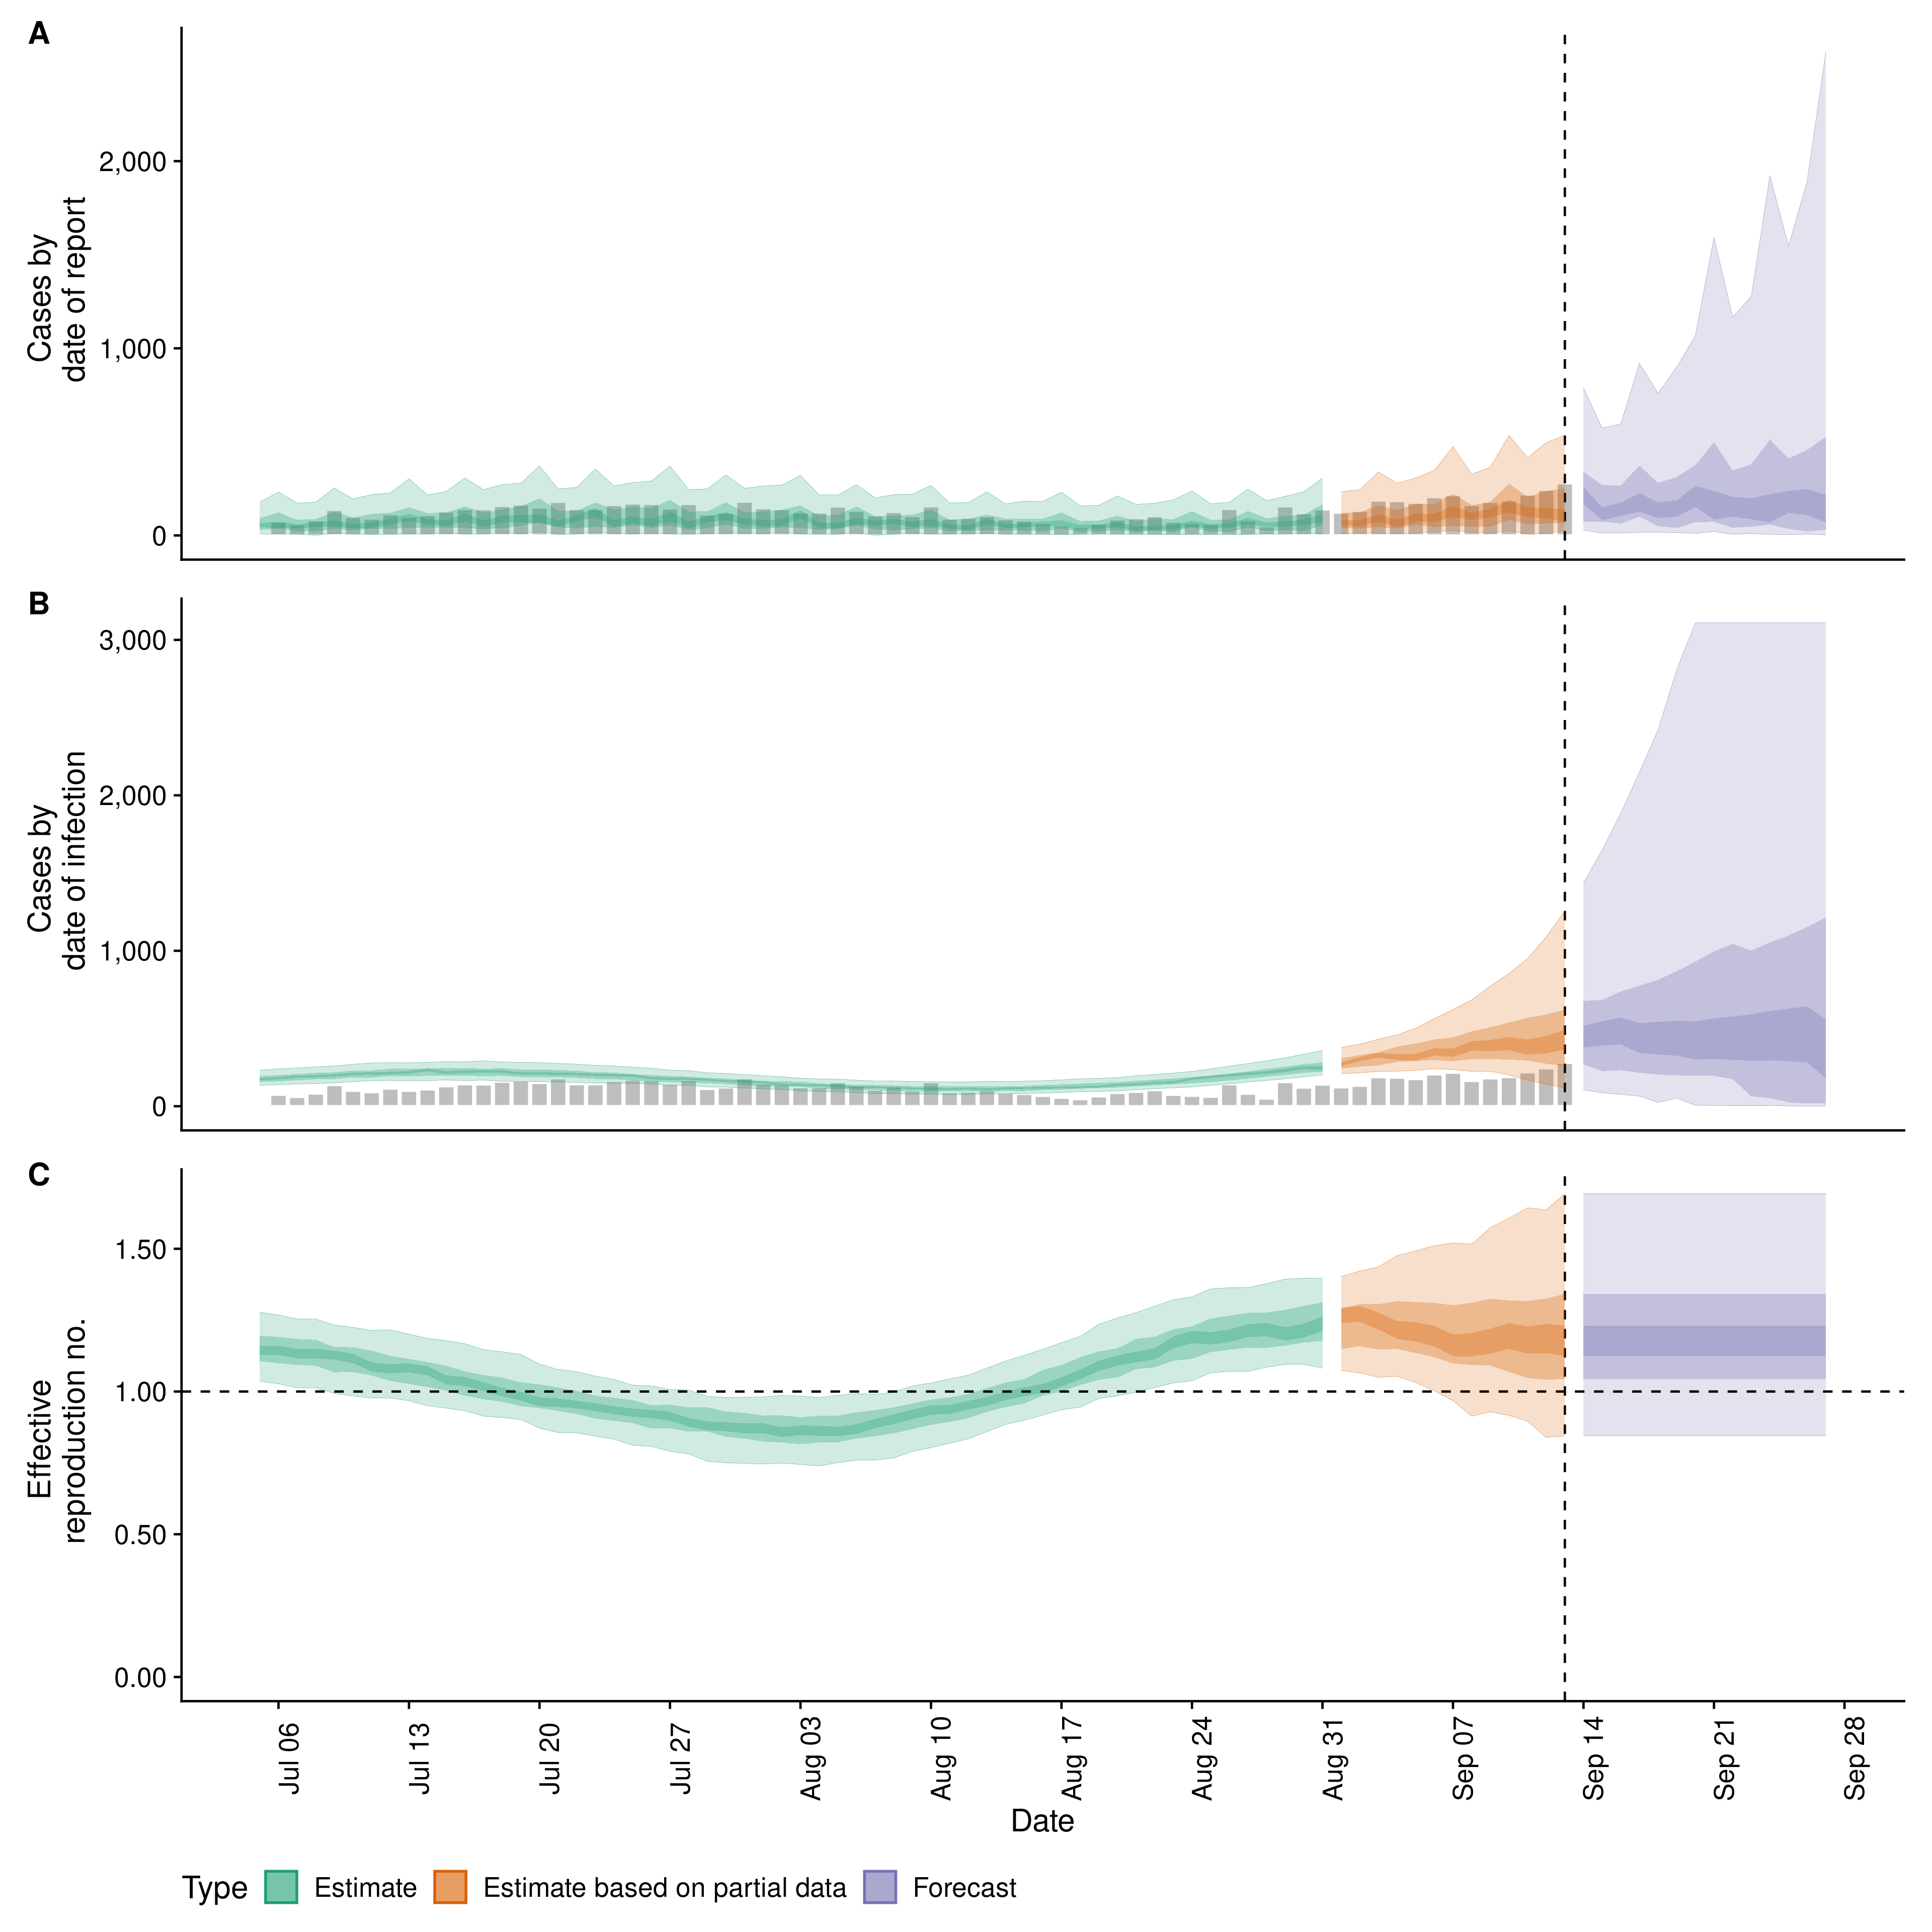 A
Cases by
date of report
2,000
1,000
0
B
Cases by
date of infection
3,000
2,000
1,000
0
C
Effective
reproduction no.
1.50
1.00
0.50
0.00
Jul 06
Jul 13
Jul 20
Jul 27
Aug 03
Aug 10
Aug 17
Aug 24
Aug 31
Sep 07
Sep 14
Sep 21
Sep 28
Date
Type
Estimate
Estimate based on partial data
Forecast